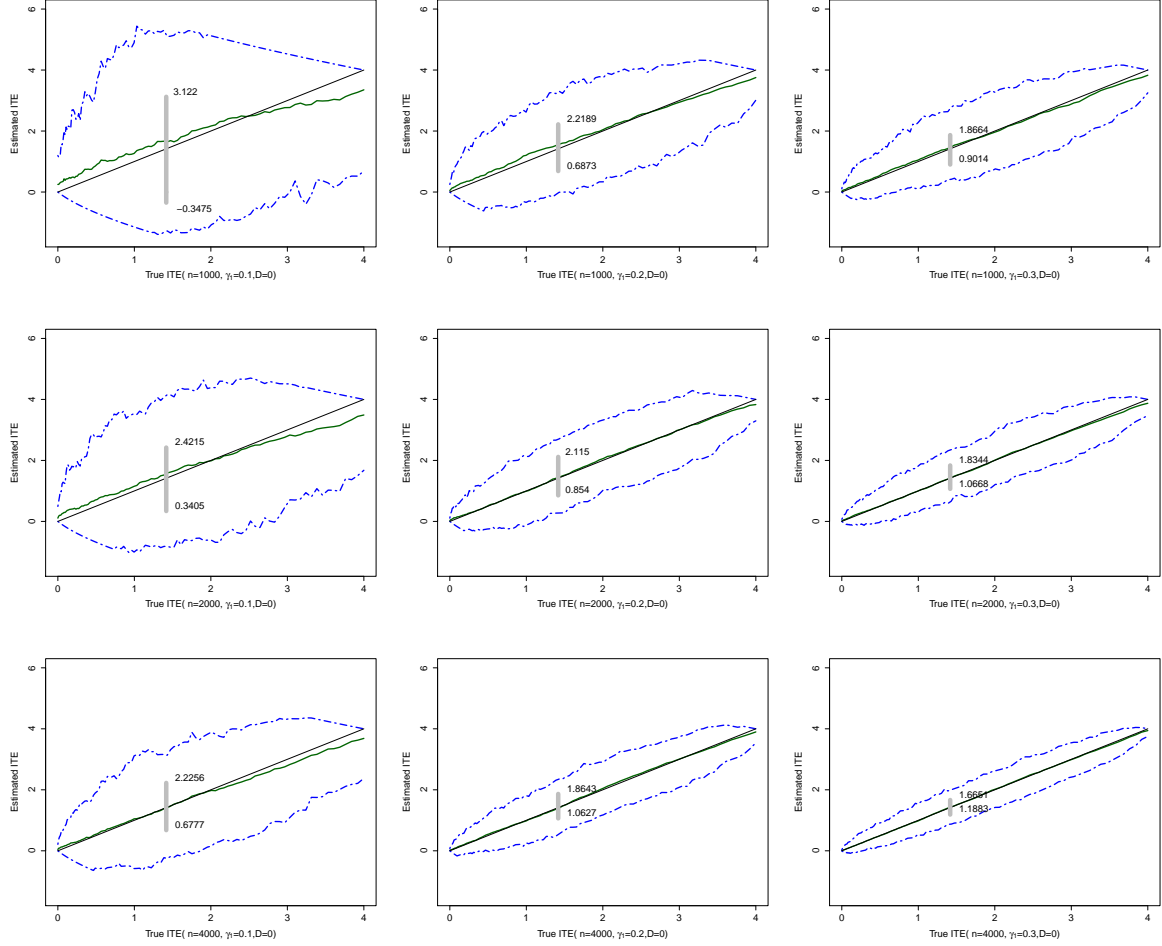 6
4
2
0
Estimated ITE
3.122
−0.3475
0 1 2 3 4
True ITE( n=1000, γ₁=0.1,D=0)
6
4
2
0
Estimated ITE
2.2189
0.6873
0 1 2 3 4
True ITE( n=1000, γ₁=0.2,D=0)
6
4
2
0
Estimated ITE
1.8664
0.9014
0 1 2 3 4
True ITE( n=1000, γ₁=0.3,D=0)
6
4
2
0
Estimated ITE
2.4215
0.3405
0 1 2 3 4
True ITE( n=2000, γ₁=0.1,D=0)
6
4
2
0
Estimated ITE
2.115
0.854
0 1 2 3 4
True ITE( n=2000, γ₁=0.2,D=0)
6
4
2
0
Estimated ITE
1.8344
1.0668
0 1 2 3 4
True ITE( n=2000, γ₁=0.3,D=0)
6
4
2
0
Estimated ITE
2.2256
0.6777
0 1 2 3 4
True ITE( n=4000, γ₁=0.1,D=0)
6
4
2
0
Estimated ITE
1.8643
1.0627
0 1 2 3 4
True ITE( n=4000, γ₁=0.2,D=0)
6
4
2
0
Estimated ITE
1.6651
1.1883
0 1 2 3 4
True ITE( n=4000, γ₁=0.3,D=0)